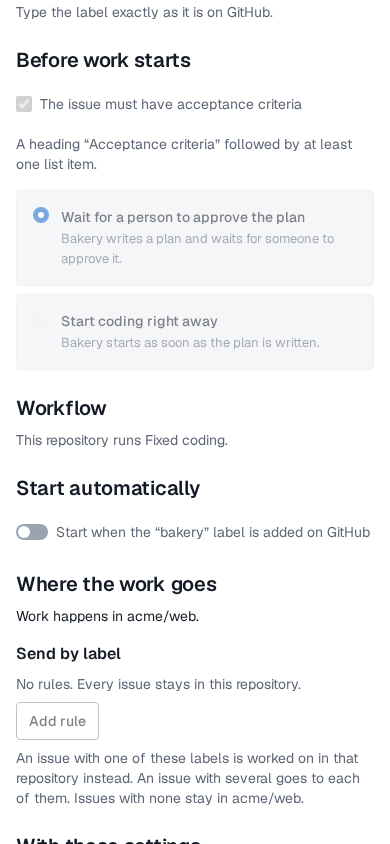 Type the label exactly as it is on GitHub.
Before work starts
The issue must have acceptance criteria
A heading “Acceptance criteria” followed by at least
one list item.
Wait for a person to approve the plan
Bakery writes a plan and waits for someone to
approve it.
Start coding right away
Bakery starts as soon as the plan is written.
Workflow
This repository runs Fixed coding.
Start automatically
Start when the “bakery” label is added on GitHub
Where the work goes
Work happens in acme/web.
Send by label
No rules. Every issue stays in this repository.
Add rule
An issue with one of these labels is worked on in that
repository instead. An issue with several goes to each
of them. Issues with none stay in acme/web.
With these settings